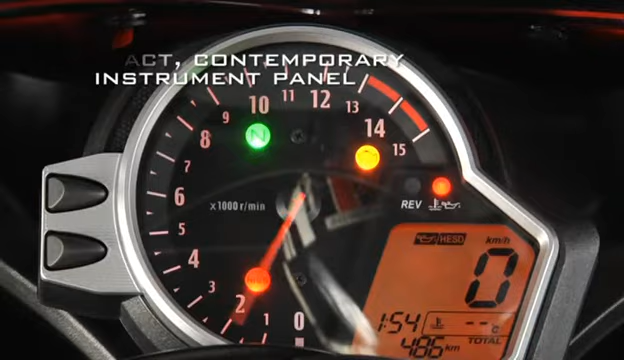 ACT, CONTEMPORARY
INSTRUMENT PANEL
10
11
12
13
14
15
9
8
7
6
5
4
3
2
1
0
N
x1000 r/min
REV
HESD
km/h
0
1:54
--°C
TOTAL
486km